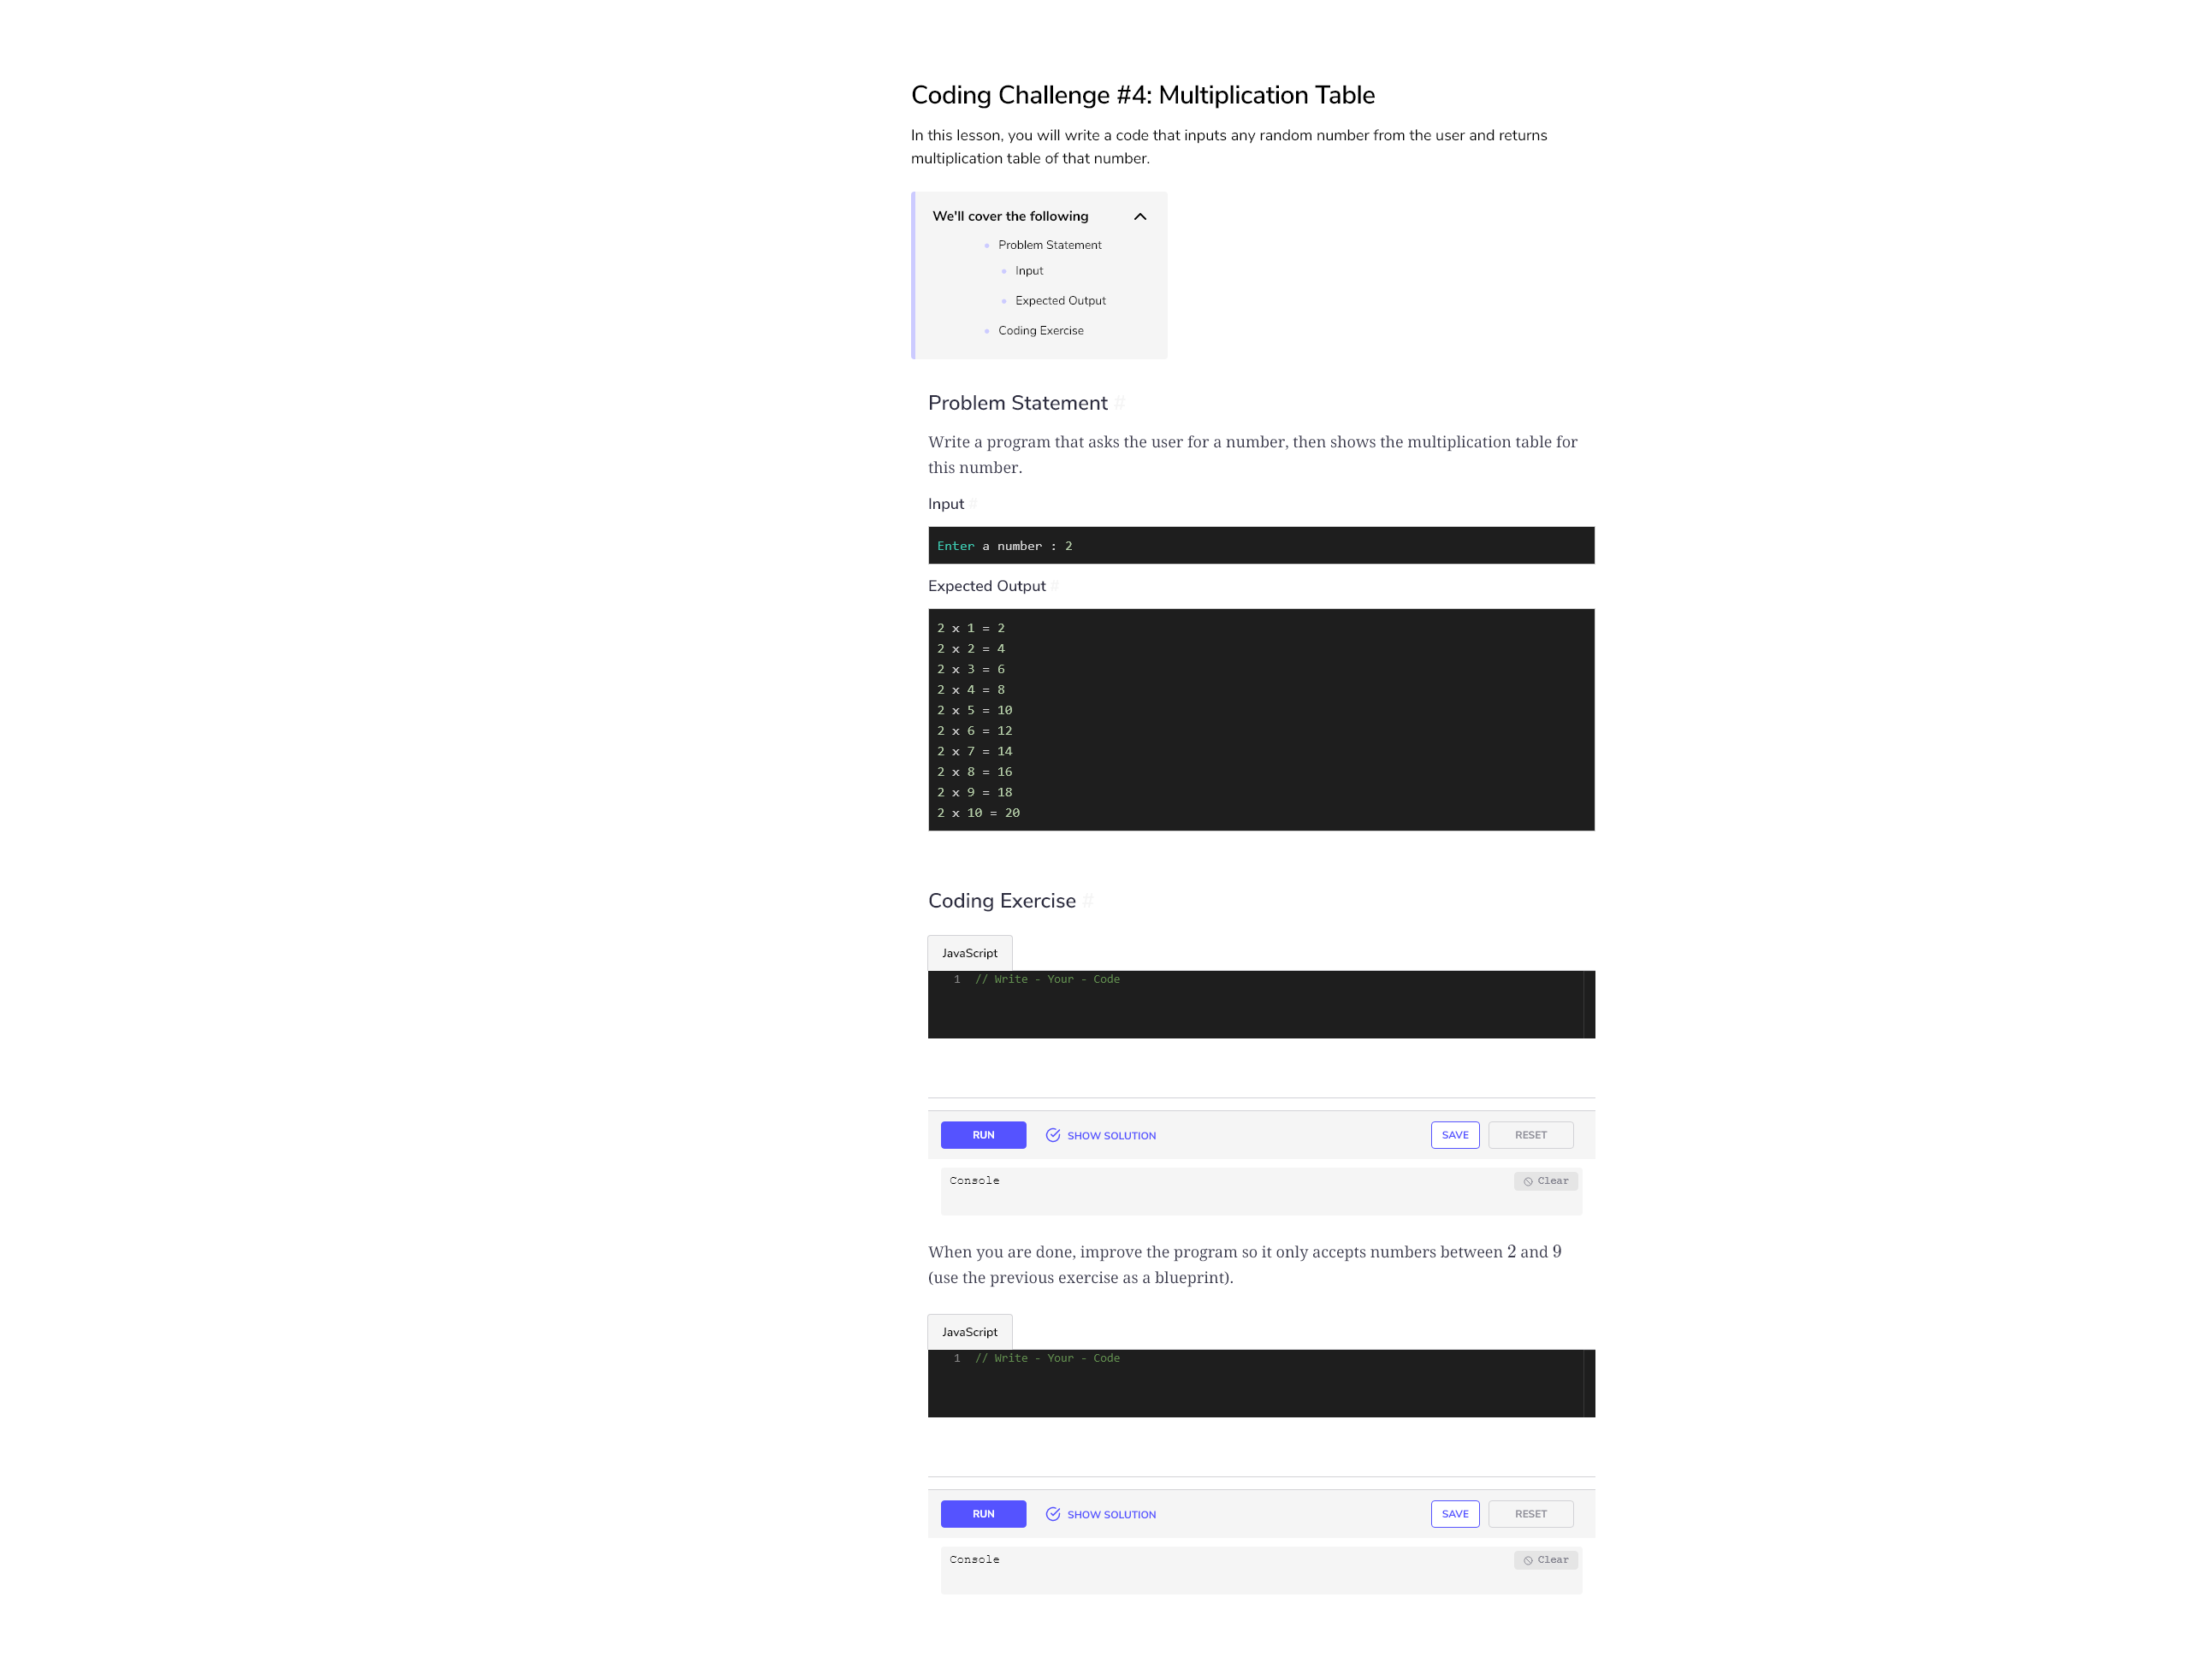 Coding Challenge #4: Multiplication Table
In this lesson, you will write a code that inputs any random number from the user and returns
multiplication table of that number.
We'll cover the following
Problem Statement
Input
Expected Output
Coding Exercise
Problem Statement #
Write a program that asks the user for a number, then shows the multiplication table for
this number.
Input #
Enter a number : 2
Expected Output #
2 x 1 = 2
2 x 2 = 4
2 x 3 = 6
2 x 4 = 8
2 x 5 = 10
2 x 6 = 12
2 x 7 = 14
2 x 8 = 16
2 x 9 = 18
2 x 10 = 20
Coding Exercise #
JavaScript
1 // Write - Your - Code
RUN SHOW SOLUTION SAVE RESET
Console Clear
When you are done, improve the program so it only accepts numbers between 2 and 9
(use the previous exercise as a blueprint).
JavaScript
1 // Write - Your - Code
RUN SHOW SOLUTION SAVE RESET
Console Clear